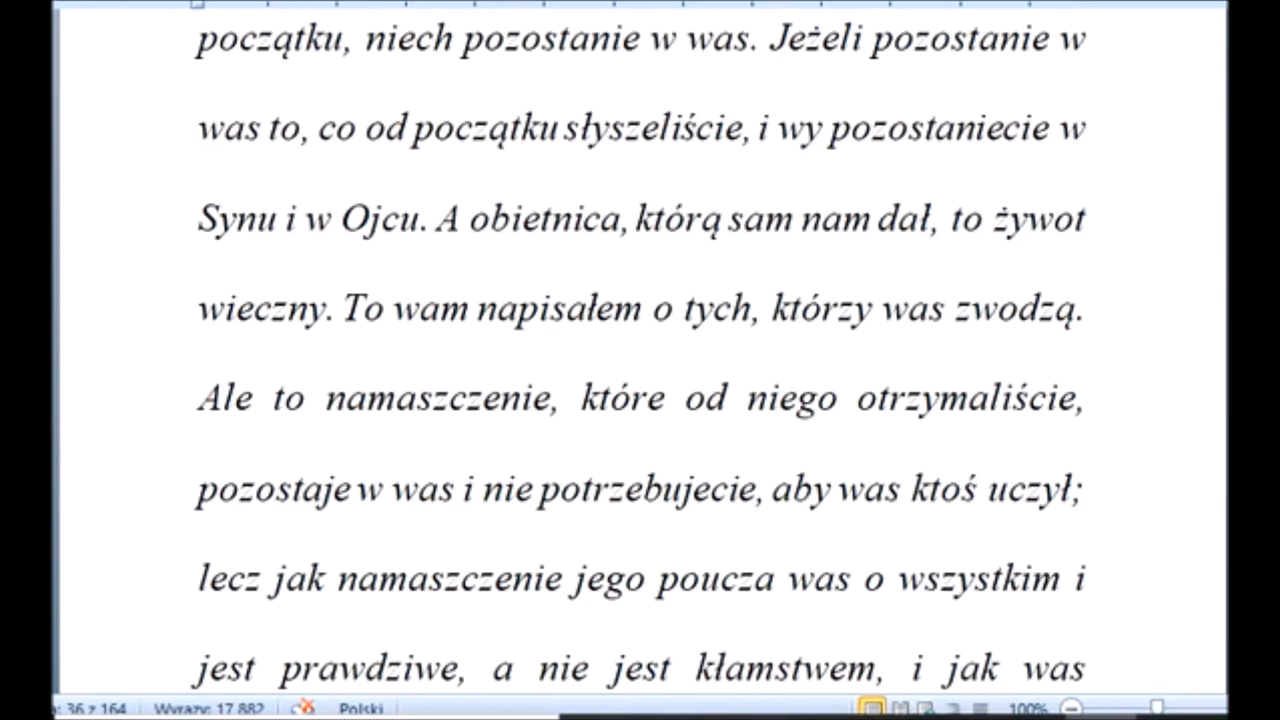 początku, niech pozostanie w was. Jeżeli pozostanie w
was to, co od początku słyszeliście, i wy pozostaniecie w
Synu i w Ojcu. A obietnica, którą sam nam dał, to żywot
wieczny. To wam napisałem o tych, którzy was zwodzą.
Ale to namaszczenie, które od niego otrzymaliście,
pozostaje w was i nie potrzebujecie, aby was ktoś uczył;
lecz jak namaszczenie jego poucza was o wszystkim i
jest prawdziwe, a nie jest kłamstwem, i jak was
: 36 z 164 Wyrazy: 17 882 Polski 100%